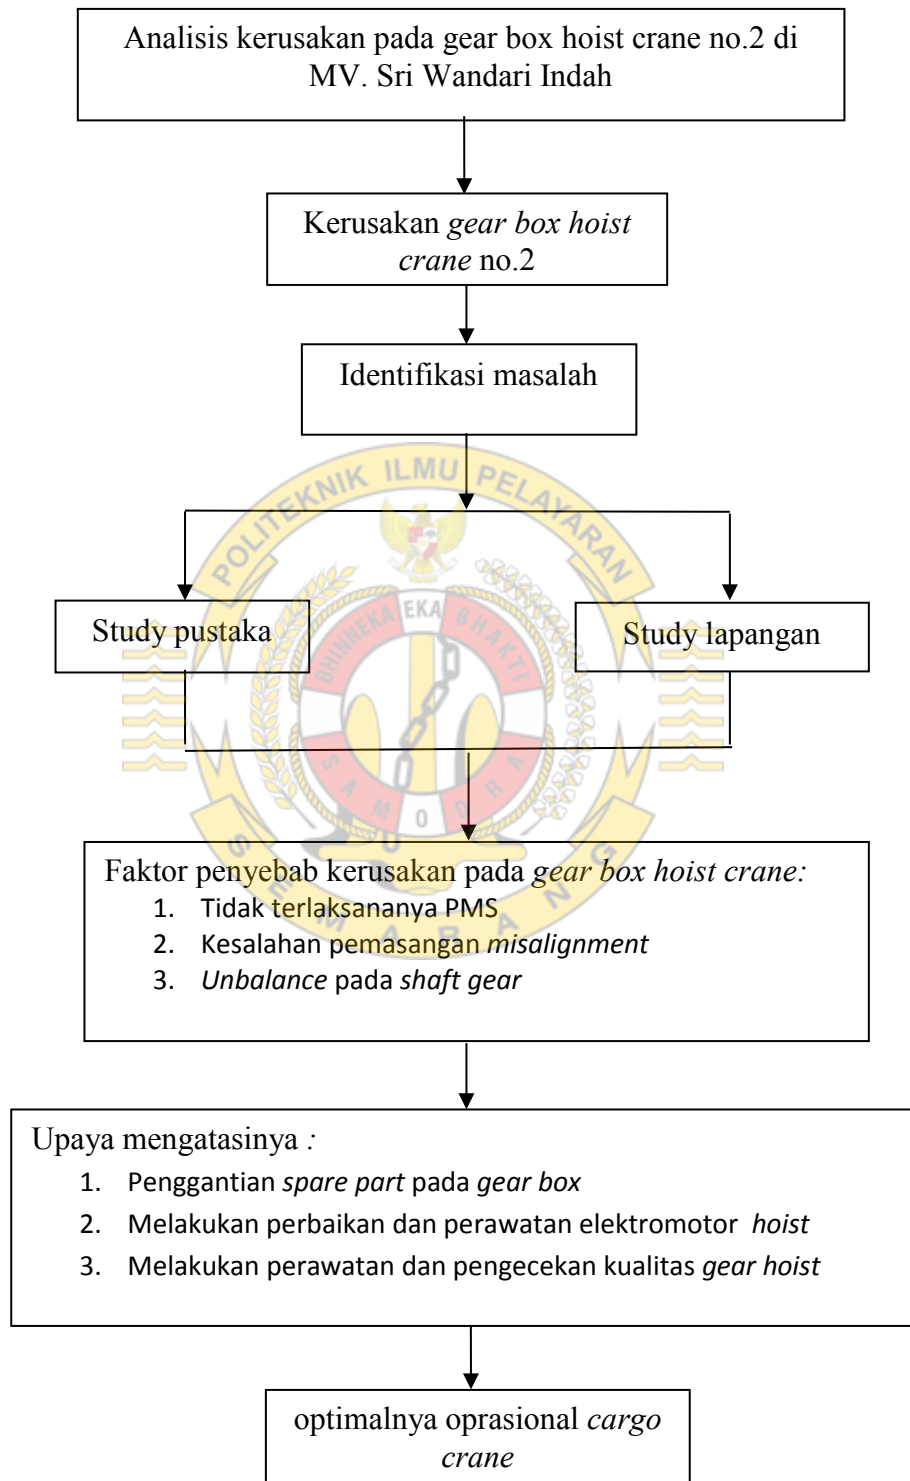 Analisis kerusakan pada gear box hoist crane no.2 di
MV. Sri Wandari Indah
Kerusakan gear box hoist
crane no.2
Identifikasi masalah
POLITEKNIK ILMU PELAYARAN
BHINNEKA EKA BHAKTI
Study pustaka
Study lapangan
SAMODRA
Faktor penyebab kerusakan pada gear box hoist crane:
1. Tidak terlaksananya PMS
2. Kesalahan pemasangan misalignment
3. Unbalance pada shaft gear
SEMARANG
Upaya mengatasinya :
1. Penggantian spare part pada gear box
2. Melakukan perbaikan dan perawatan elektromotor hoist
3. Melakukan perawatan dan pengecekan kualitas gear hoist
optimalnya oprasional cargo
crane